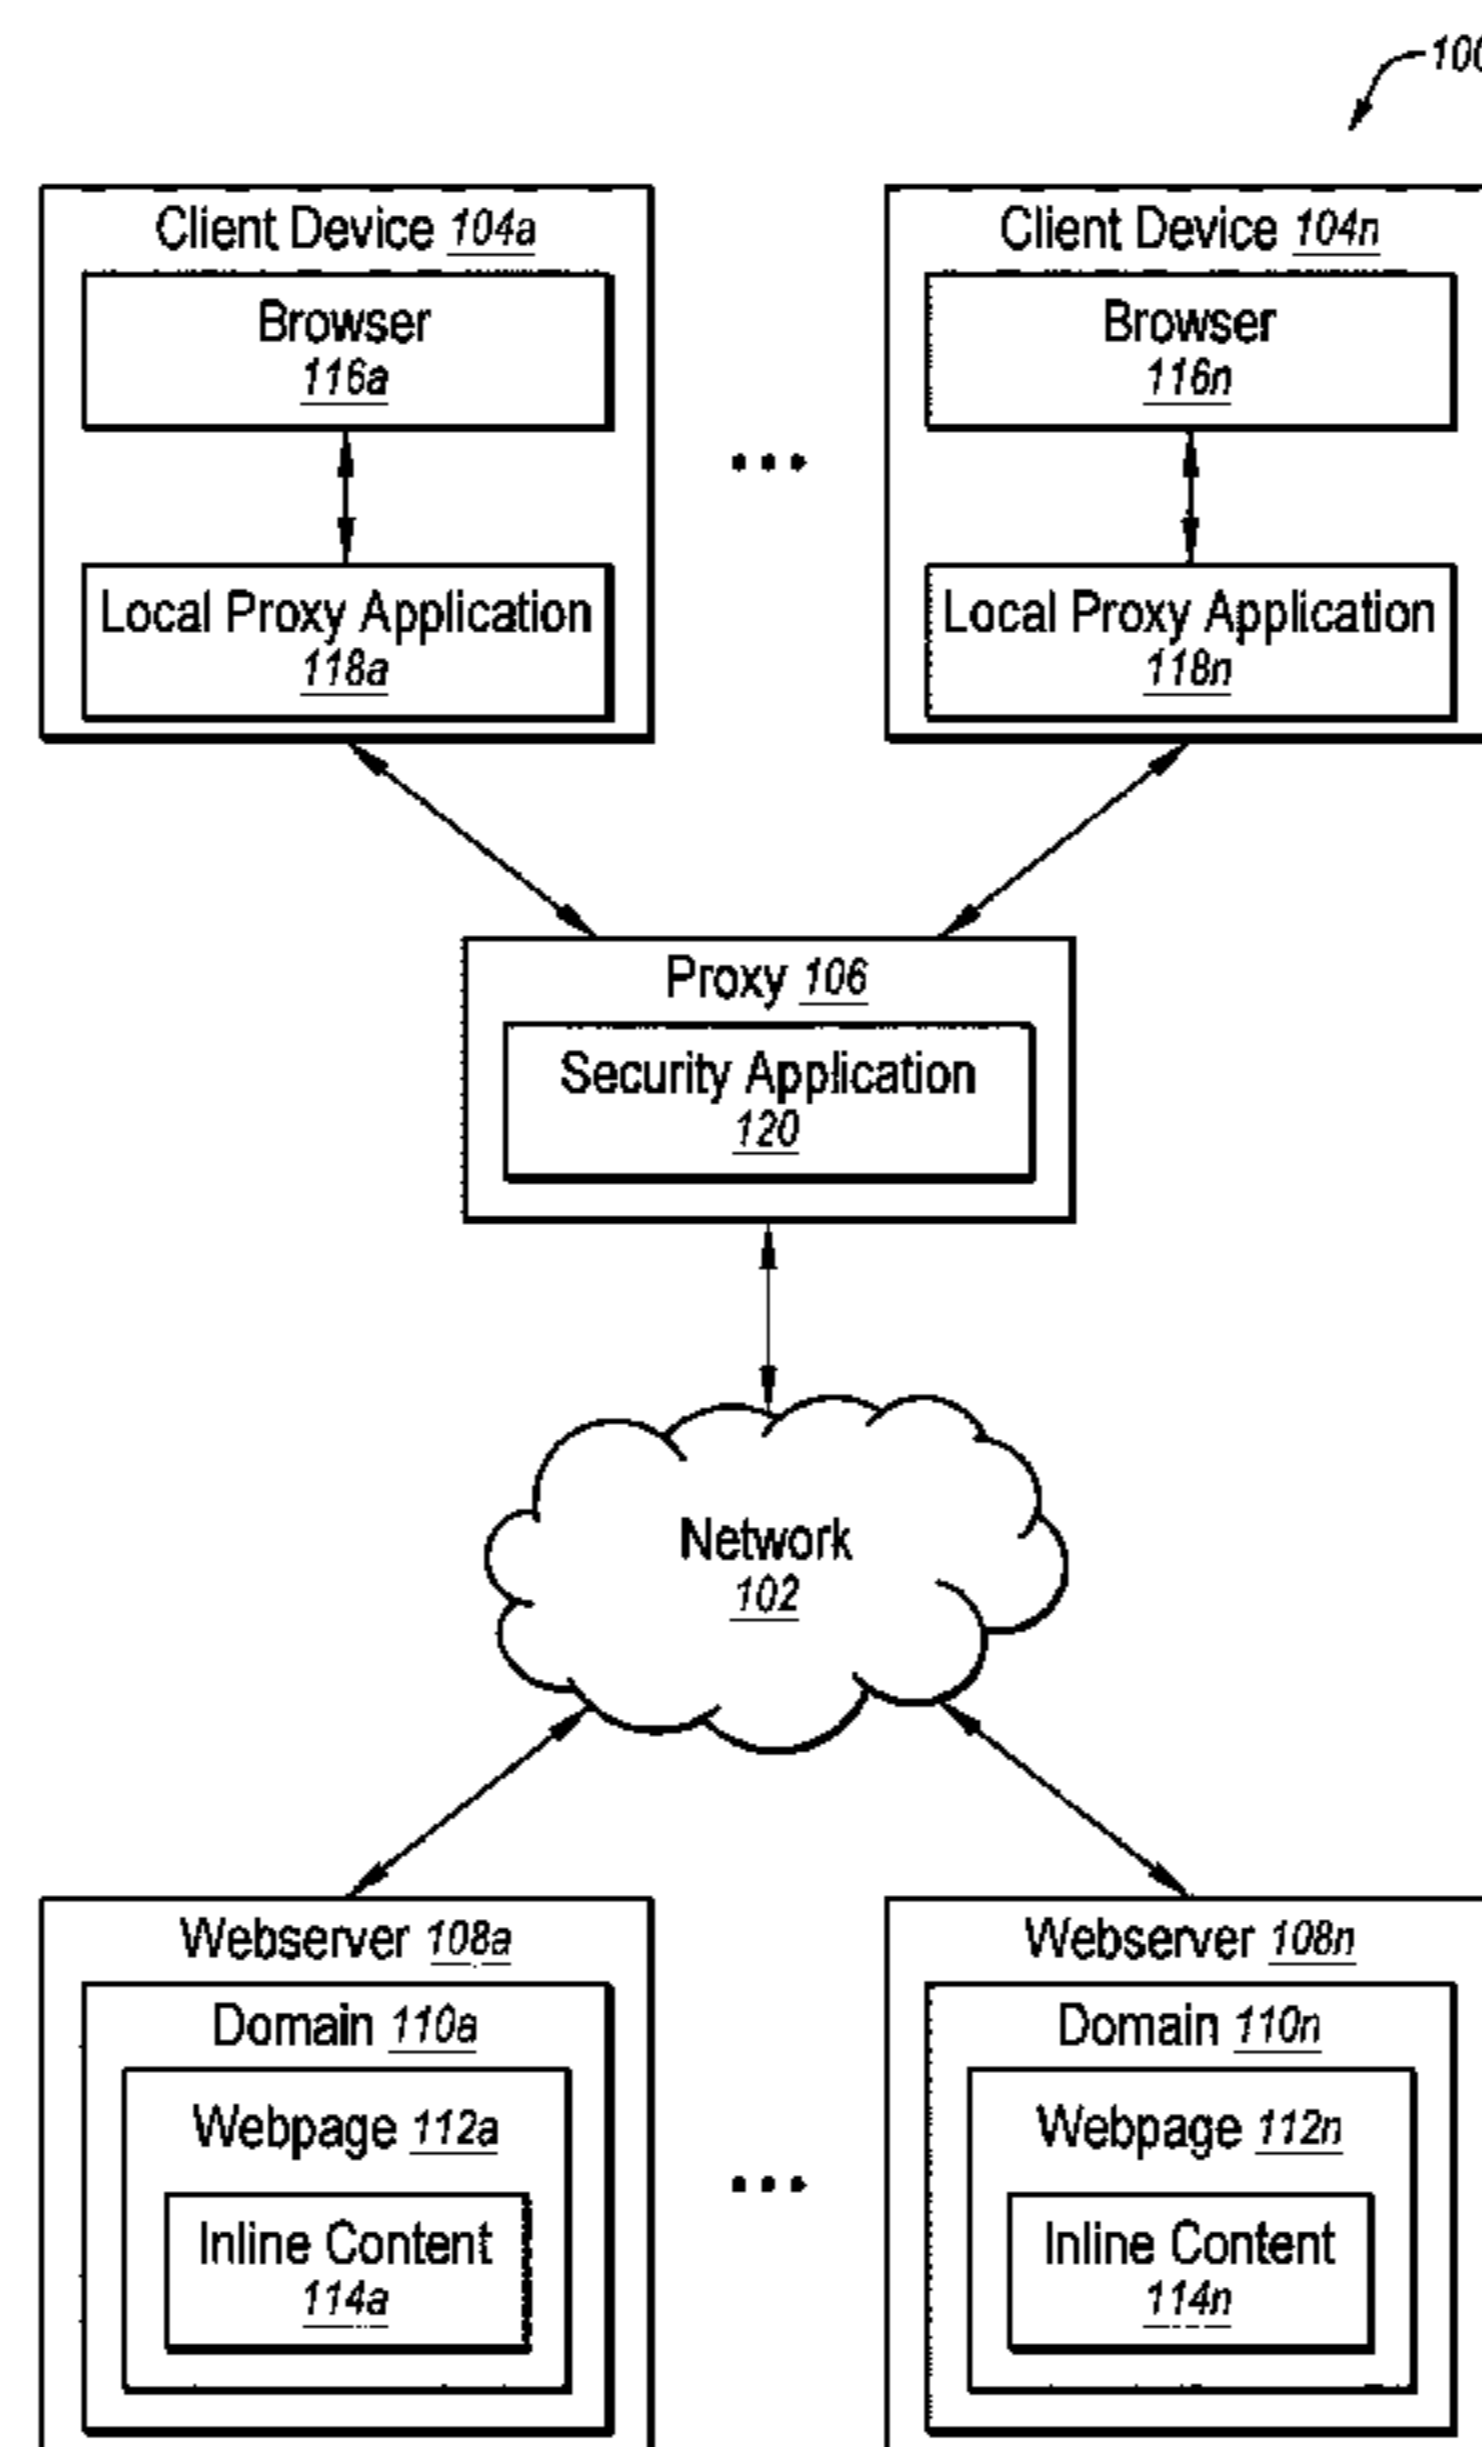 100
Client Device 104a
Browser
116a
Local Proxy Application
118a
Client Device 104n
Browser
116n
Local Proxy Application
118n
Proxy 106
Security Application
120
Network
102
Webserver 108a
Domain 110a
Webpage 112a
Inline Content
114a
Webserver 108n
Domain 110n
Webpage 112n
Inline Content
114n